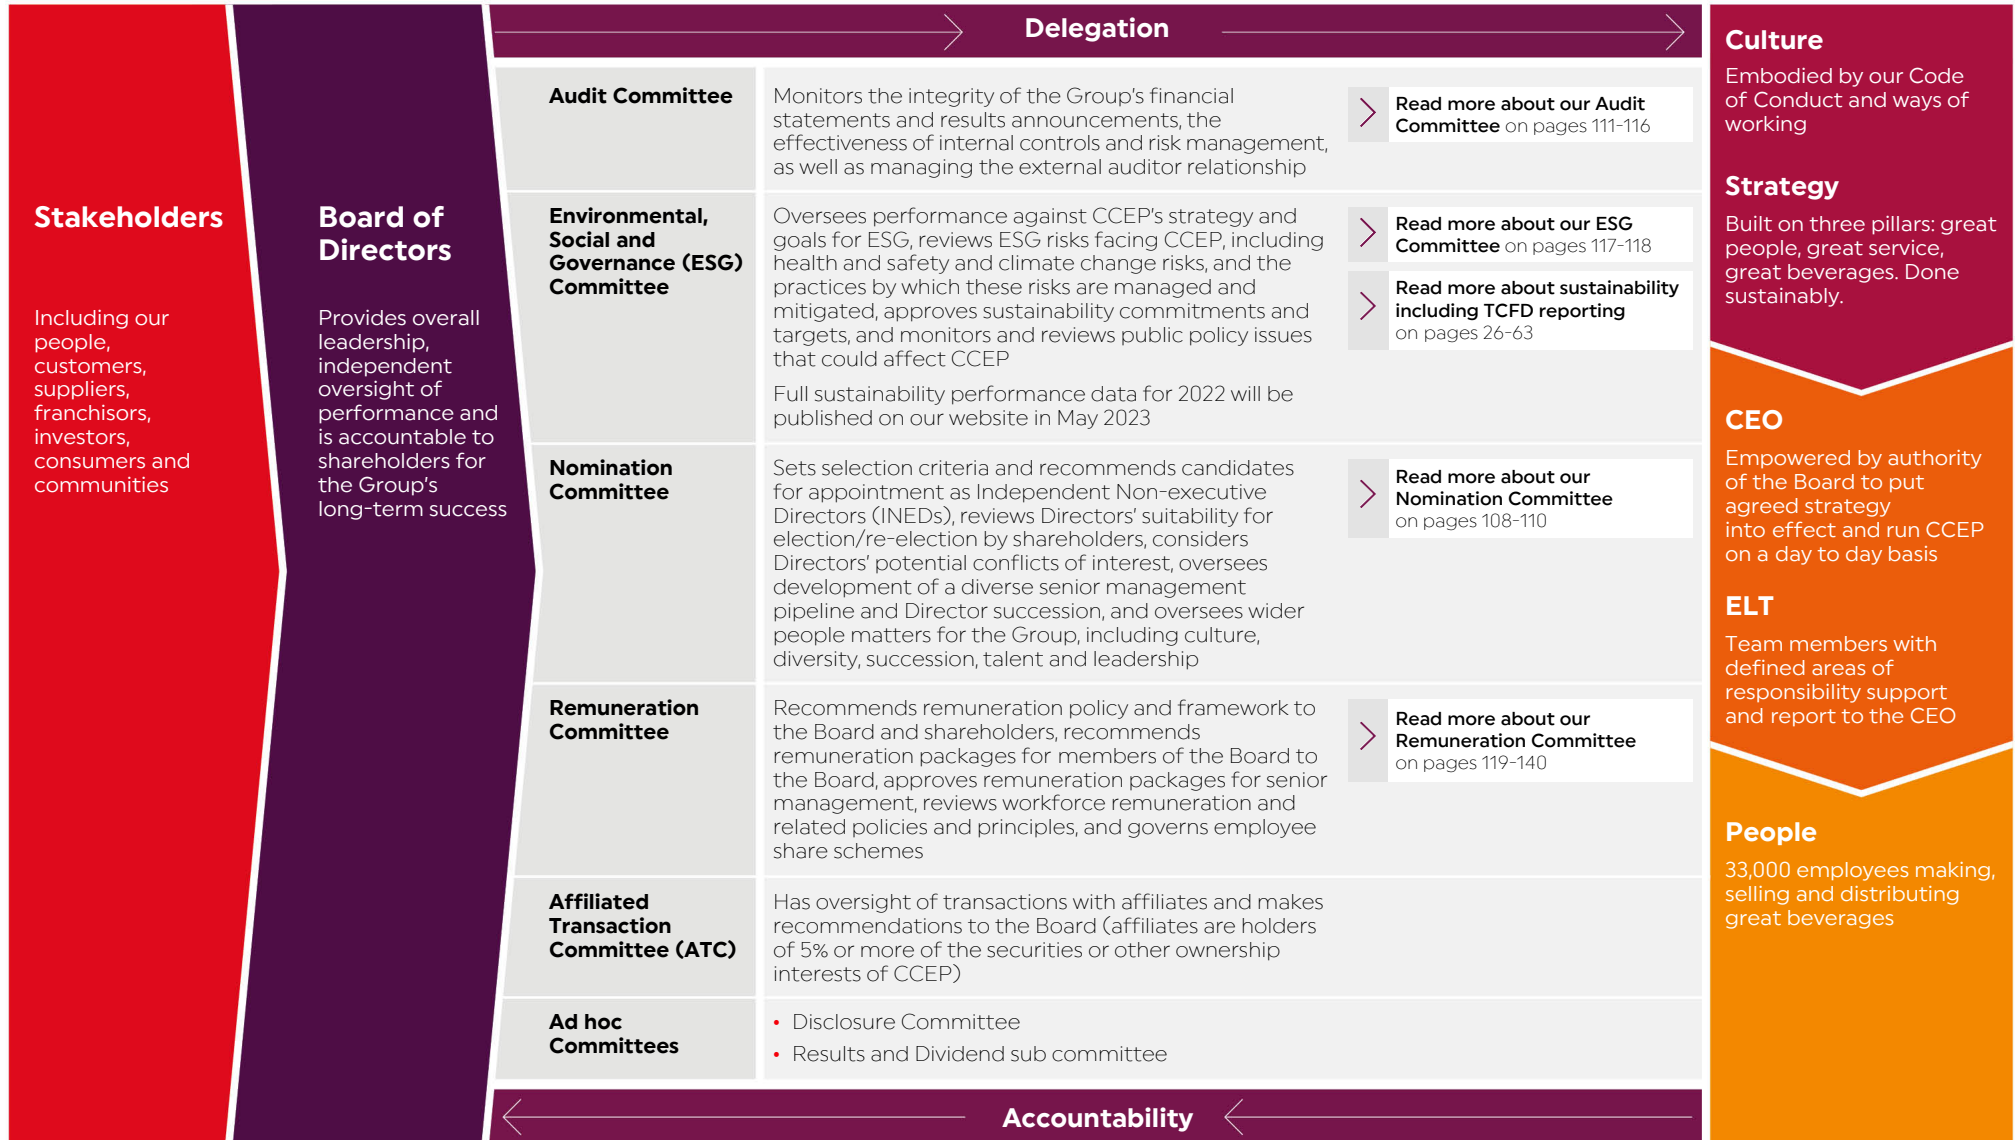 Delegation
Stakeholders
Including our
people,
customers,
suppliers,
franchisors,
investors,
consumers and
communities
Board of
Directors
Provides overall
leadership,
independent
oversight of
performance and
is accountable to
shareholders for
the Group's
long-term success
Audit Committee
Monitors the integrity of the Group's financial
statements and results announcements, the
effectiveness of internal controls and risk management,
as well as managing the external auditor relationship
Read more about our Audit
Committee on pages 111-116
Environmental,
Social and
Governance (ESG)
Committee
Oversees performance against CCEP's strategy and
goals for ESG, reviews ESG risks facing CCEP, including
health and safety and climate change risks, and the
practices by which these risks are managed and
mitigated, approves sustainability commitments and
targets, and monitors and reviews public policy issues
that could affect CCEP
Full sustainability performance data for 2022 will be
published on our website in May 2023
Read more about our ESG
Committee on pages 117-118
Read more about sustainability
including TCFD reporting
on pages 26-63
Nomination
Committee
Sets selection criteria and recommends candidates
for appointment as Independent Non-executive
Directors (INEDs), reviews Directors' suitability for
election/re-election by shareholders, considers
Directors' potential conflicts of interest, oversees
development of a diverse senior management
pipeline and Director succession, and oversees wider
people matters for the Group, including culture,
diversity, succession, talent and leadership
Read more about our
Nomination Committee
on pages 108-110
Remuneration
Committee
Recommends remuneration policy and framework to
the Board and shareholders, recommends
remuneration packages for members of the Board to
the Board, approves remuneration packages for senior
management, reviews workforce remuneration and
related policies and principles, and governs employee
share schemes
Read more about our
Remuneration Committee
on pages 119-140
Affiliated
Transaction
Committee (ATC)
Has oversight of transactions with affiliates and makes
recommendations to the Board (affiliates are holders
of 5% or more of the securities or other ownership
interests of CCEP)
Ad hoc
Committees
• Disclosure Committee
• Results and Dividend sub committee
Accountability
Culture
Embodied by our Code
of Conduct and ways of
working
Strategy
Built on three pillars: great
people, great service,
great beverages. Done
sustainably.
CEO
Empowered by authority
of the Board to put
agreed strategy
into effect and run CCEP
on a day to day basis
ELT
Team members with
defined areas of
responsibility support
and report to the CEO
People
33,000 employees making,
selling and distributing
great beverages